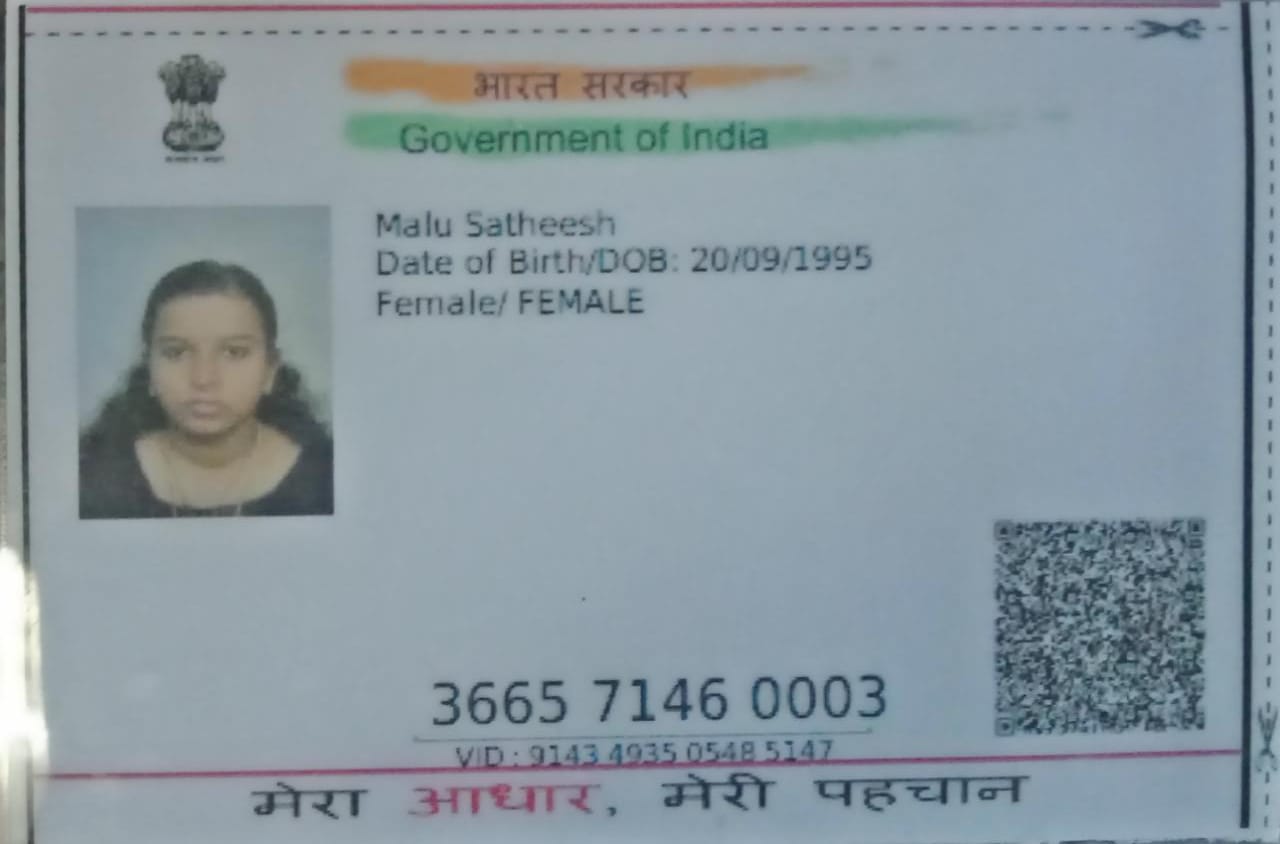 भारत सरकार
Government of India
Malu Satheesh
Date of Birth/DOB: 20/09/1995
Female/ FEMALE
3665 7146 0003
VID : 9143 4935 0548 5147
मेरा आधार, मेरी पहचान